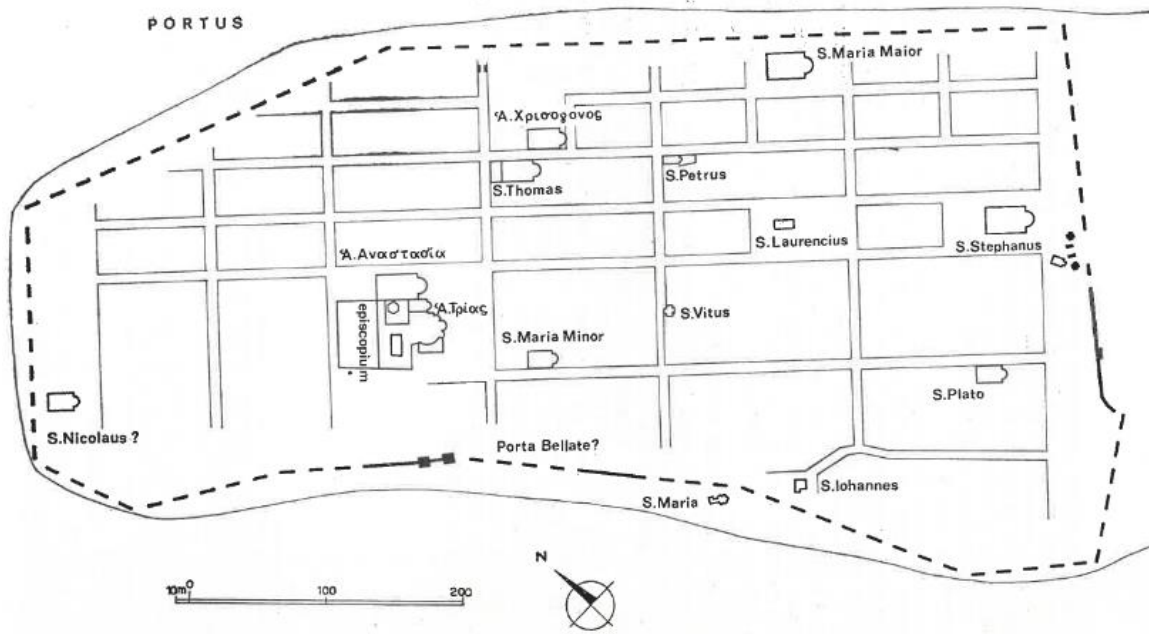 PORTUS
S.Maria Maior
Ἁ.Χρισογονος
S.Thomas
S.Petrus
S.Laurencius
S.Stephanus
Ἁ.Αναστασία
Ἁ.Τρίας
episcopium
S.Vitus
S.Maria Minor
S.Plato
S.Nicolaus ?
Porta Bellate?
S.Iohannes
S.Maria
N
10m 0 100 200